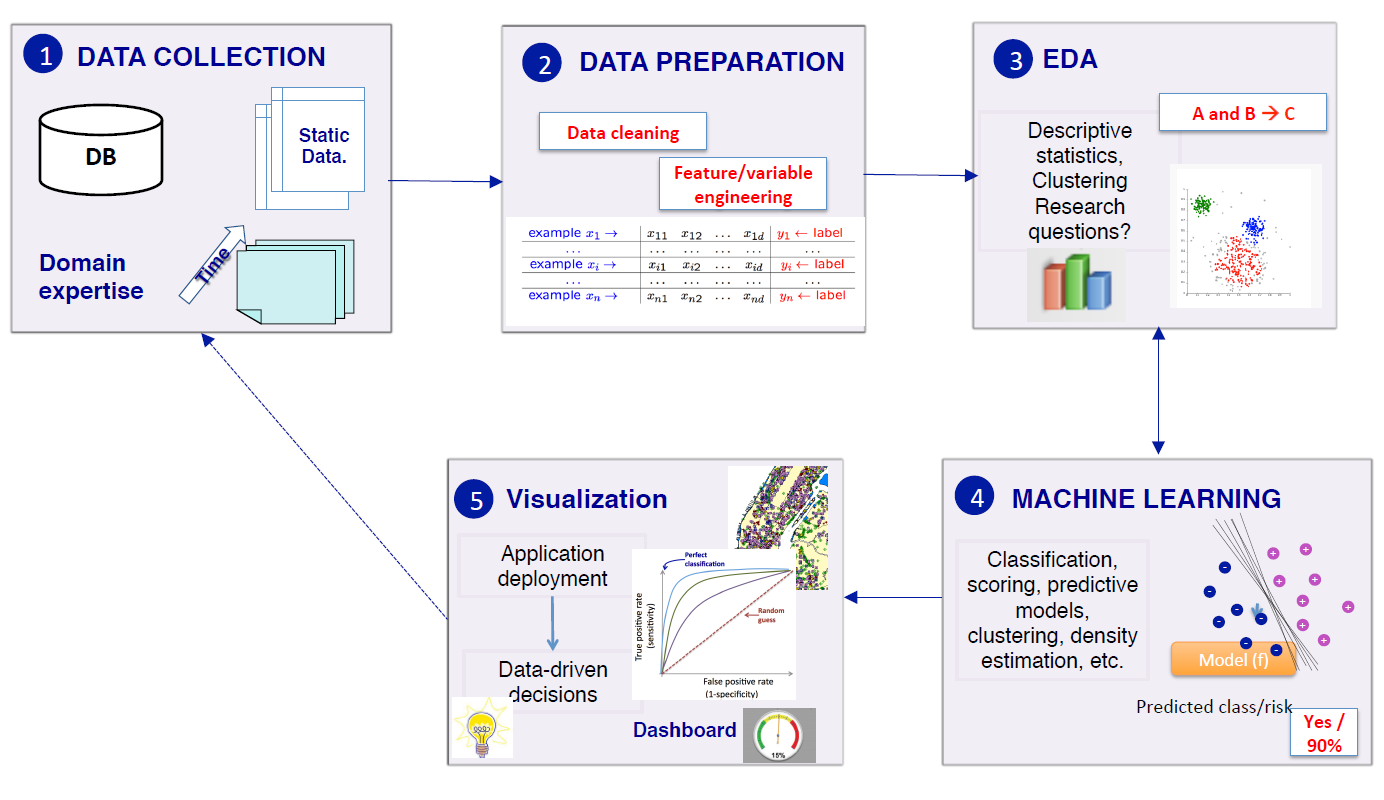 1 DATA COLLECTION
DB
Static
Data.
Time
Domain
expertise
2 DATA PREPARATION
Data cleaning
Feature/variable
engineering
example x₁ → x₁₁ x₁₂ … x₁d y₁ ← label
… … …
example xᵢ → xᵢ₁ xᵢ₂ … xᵢd yᵢ ← label
… … …
example xₙ → xₙ₁ xₙ₂ … xₙd yₙ ← label
3 EDA
A and B → C
Descriptive
statistics,
Clustering
Research
questions?
4 MACHINE LEARNING
Classification,
scoring, predictive
models,
clustering, density
estimation, etc.
Model (f)
Predicted class/risk
Yes /
90%
5 Visualization
Application
deployment
Data-driven
decisions
Perfect
classification
Random
guess
True positive rate
(sensitivity)
False positive rate
(1-specificity)
Dashboard
15%